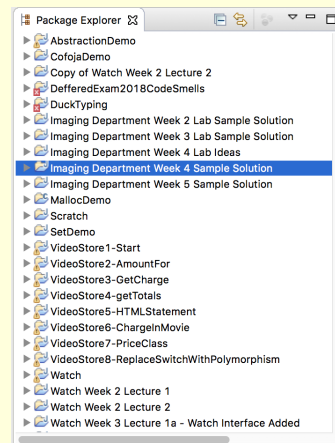 Package Explorer
AbstractionDemo
CofojaDemo
Copy of Watch Week 2 Lecture 2
DefferedExam2018CodeSmells
DuckTyping
Imaging Department Week 2 Lab Sample Solution
Imaging Department Week 3 Lab Sample Solution
Imaging Department Week 4 Lab Ideas
Imaging Department Week 4 Sample Solution
Imaging Department Week 5 Sample Solution
MallocDemo
Scratch
SetDemo
VideoStore1-Start
VideoStore2-AmountFor
VideoStore3-GetCharge
VideoStore4-getTotals
VideoStore5-HTMLStatement
VideoStore6-ChargeInMovie
VideoStore7-PriceClass
VideoStore8-ReplaceSwitchWithPolymorphism
Watch
Watch Week 2 Lecture 1
Watch Week 2 Lecture 2
Watch Week 3 Lecture 1a - Watch Interface Added